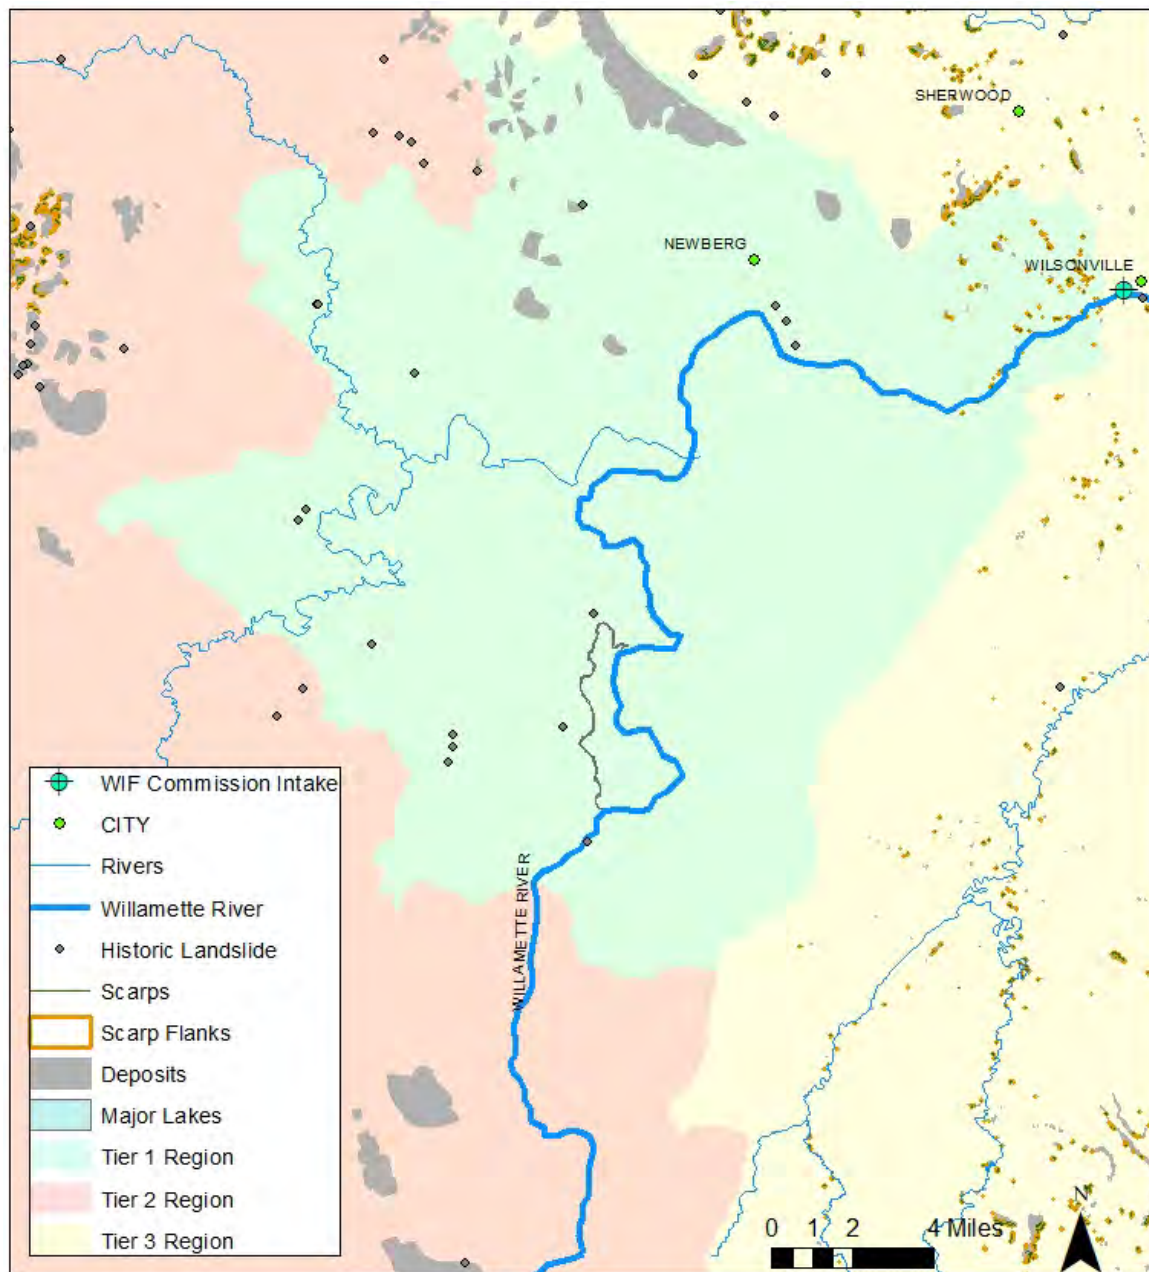 SHERWOOD
NEWBERG
WILSONVILLE
WILLAMETTE RIVER
WIF Commission Intake
CITY
Rivers
Willamette River
Historic Landslide
Scarps
Scarp Flanks
Deposits
Major Lakes
Tier 1 Region
Tier 2 Region
Tier 3 Region
0 1 2 4 Miles
N